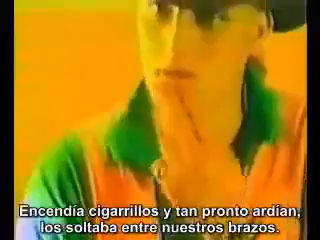 Encendía cigarrillos y tan pronto ardían,
los soltaba entre nuestros brazos.